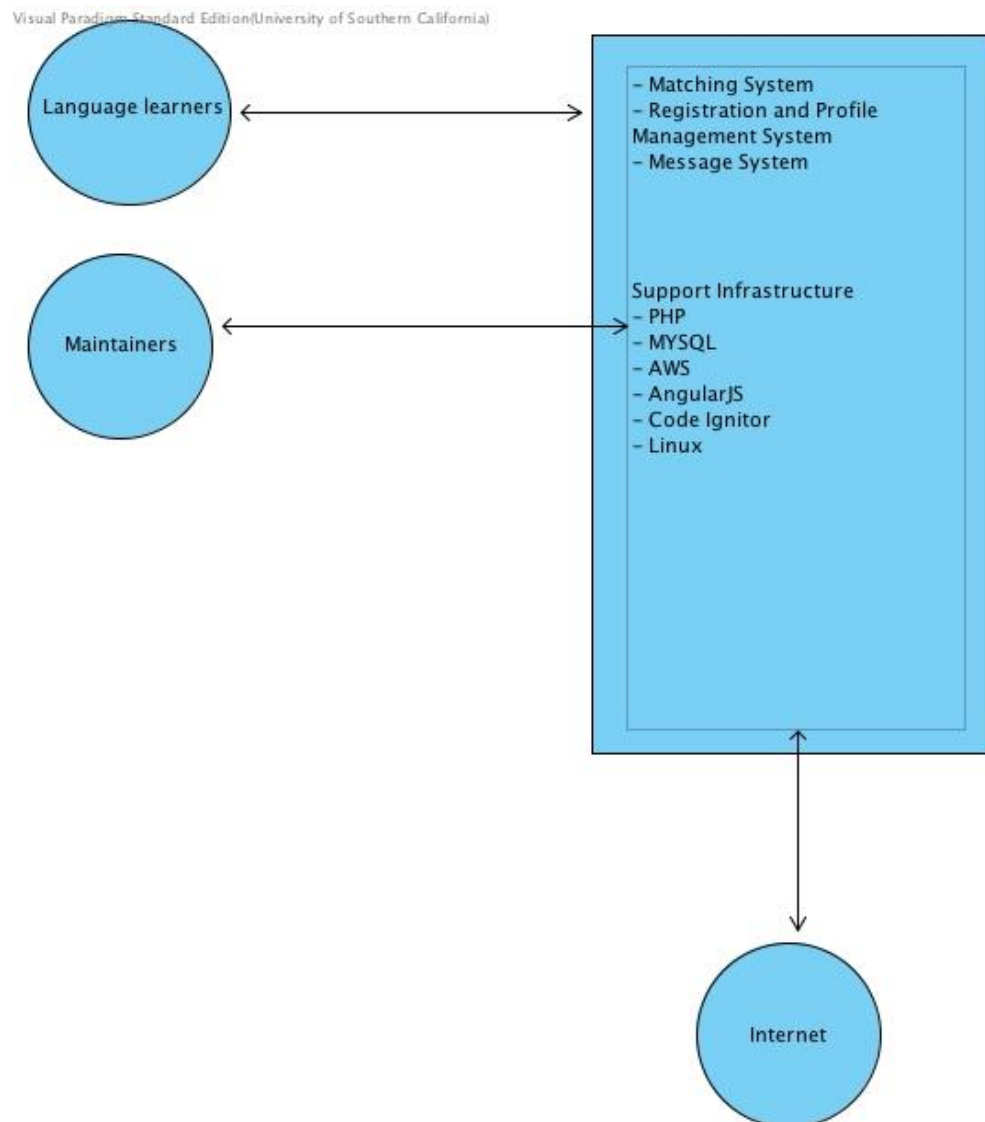 Visual Paradigm Standard Edition(University of Southern California)
Language learners
– Matching System
– Registration and Profile
Management System
– Message System
Maintainers
Support Infrastructure
– PHP
– MYSQL
– AWS
– AngularJS
– Code Ignitor
– Linux
Internet